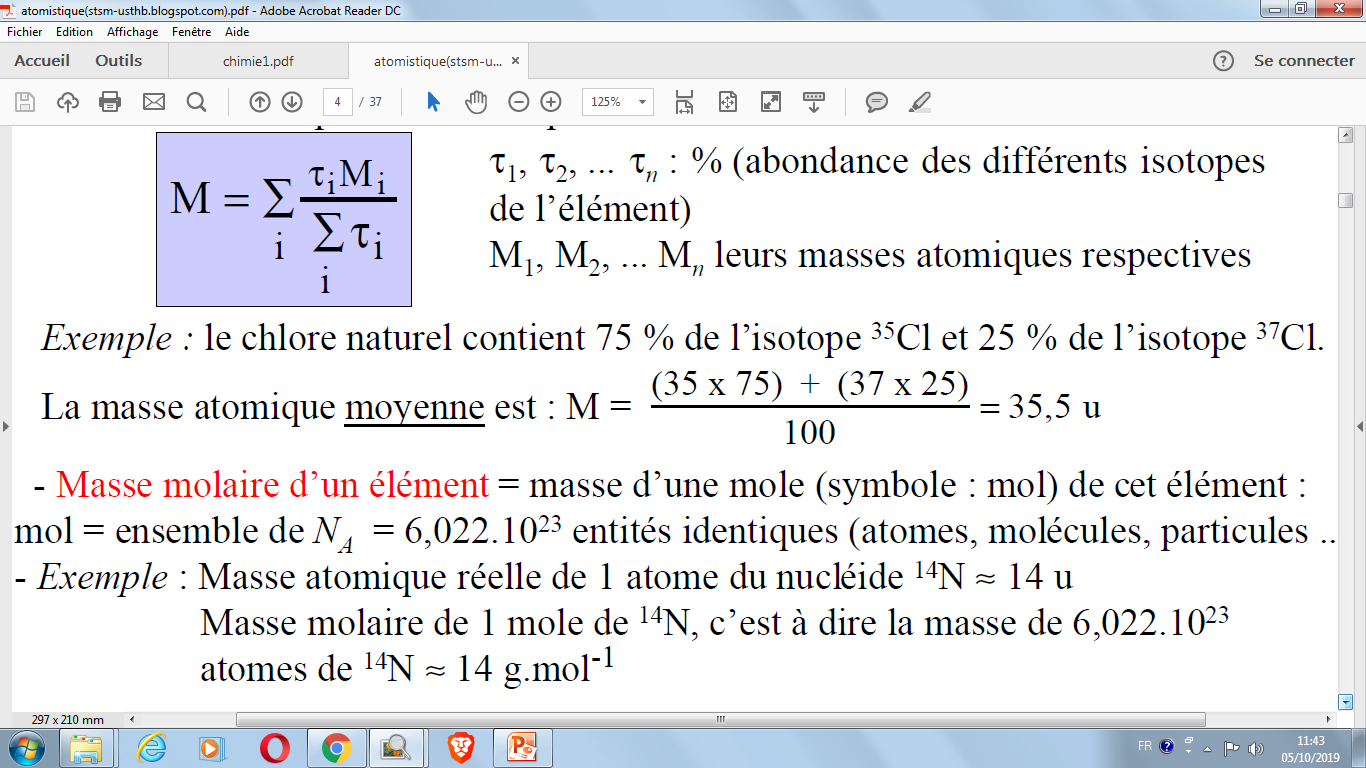 atomistique(stsm-usthb.blogspot.com).pdf - Adobe Acrobat Reader DC
Fichier Edition Affichage Fenêtre Aide
Accueil Outils chimie1.pdf atomistique(stsm-u... × ? Se connecter
4 / 37 125%
M = ∑i τiMi / ∑i τi
τ1, τ2, ... τn : % (abondance des différents isotopes
de l’élément)
M1, M2, ... Mn leurs masses atomiques respectives
Exemple : le chlore naturel contient 75 % de l’isotope ³⁵Cl et 25 % de l’isotope ³⁷Cl.
La masse atomique moyenne est : M = (35 x 75) + (37 x 25) / 100 = 35,5 u
- Masse molaire d’un élément = masse d’une mole (symbole : mol) de cet élément :
mol = ensemble de NA = 6,022.10²³ entités identiques (atomes, molécules, particules ..
- Exemple : Masse atomique réelle de 1 atome du nucléide ¹⁴N ≈ 14 u
Masse molaire de 1 mole de ¹⁴N, c’est à dire la masse de 6,022.10²³
atomes de ¹⁴N ≈ 14 g.mol⁻¹
297 x 210 mm
FR ? 11:43
05/10/2019